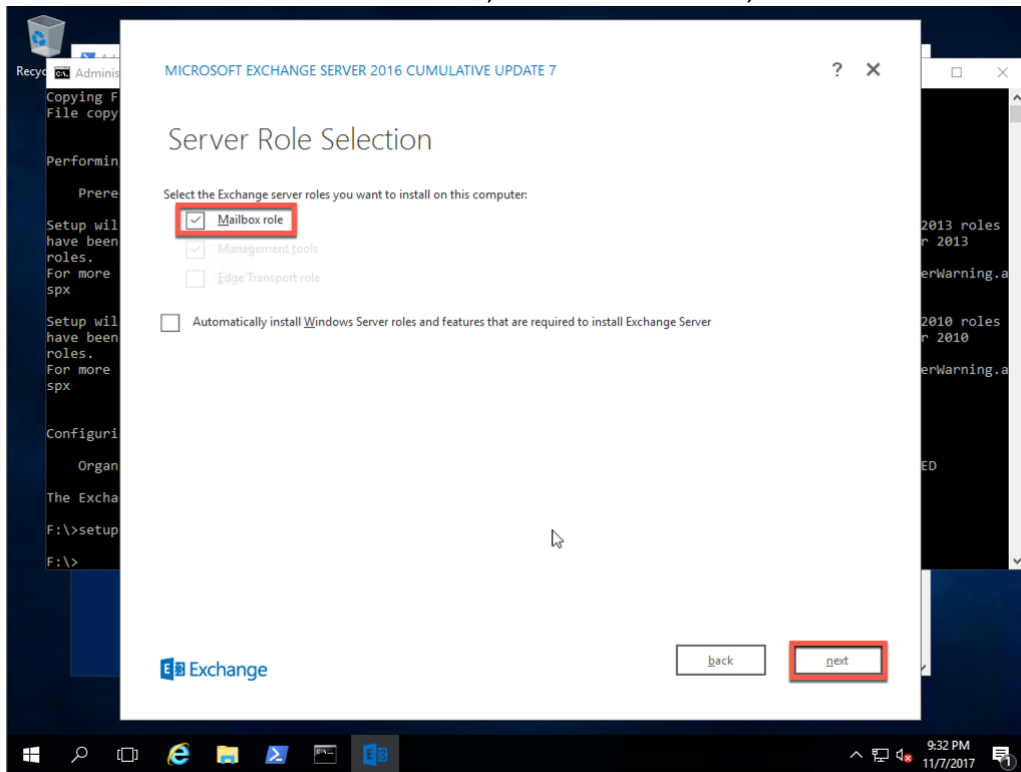 MICROSOFT EXCHANGE SERVER 2016 CUMULATIVE UPDATE 7
?
Server Role Selection
Select the Exchange server roles you want to install on this computer:
Mailbox role
Management tools
Edge Transport role
Automatically install Windows Server roles and features that are required to install Exchange Server
Exchange
back
next
Adminis
Copying F
File copy
Performin
Prere
Setup wil 2013 roles
have been r 2013
roles.
For more erWarning.a
spx
Setup wil 2010 roles
have been r 2010
roles.
For more erWarning.a
spx
Configuri
Organ ED
The Excha
F:\>setup
F:\>
9:32 PM
11/7/2017
1